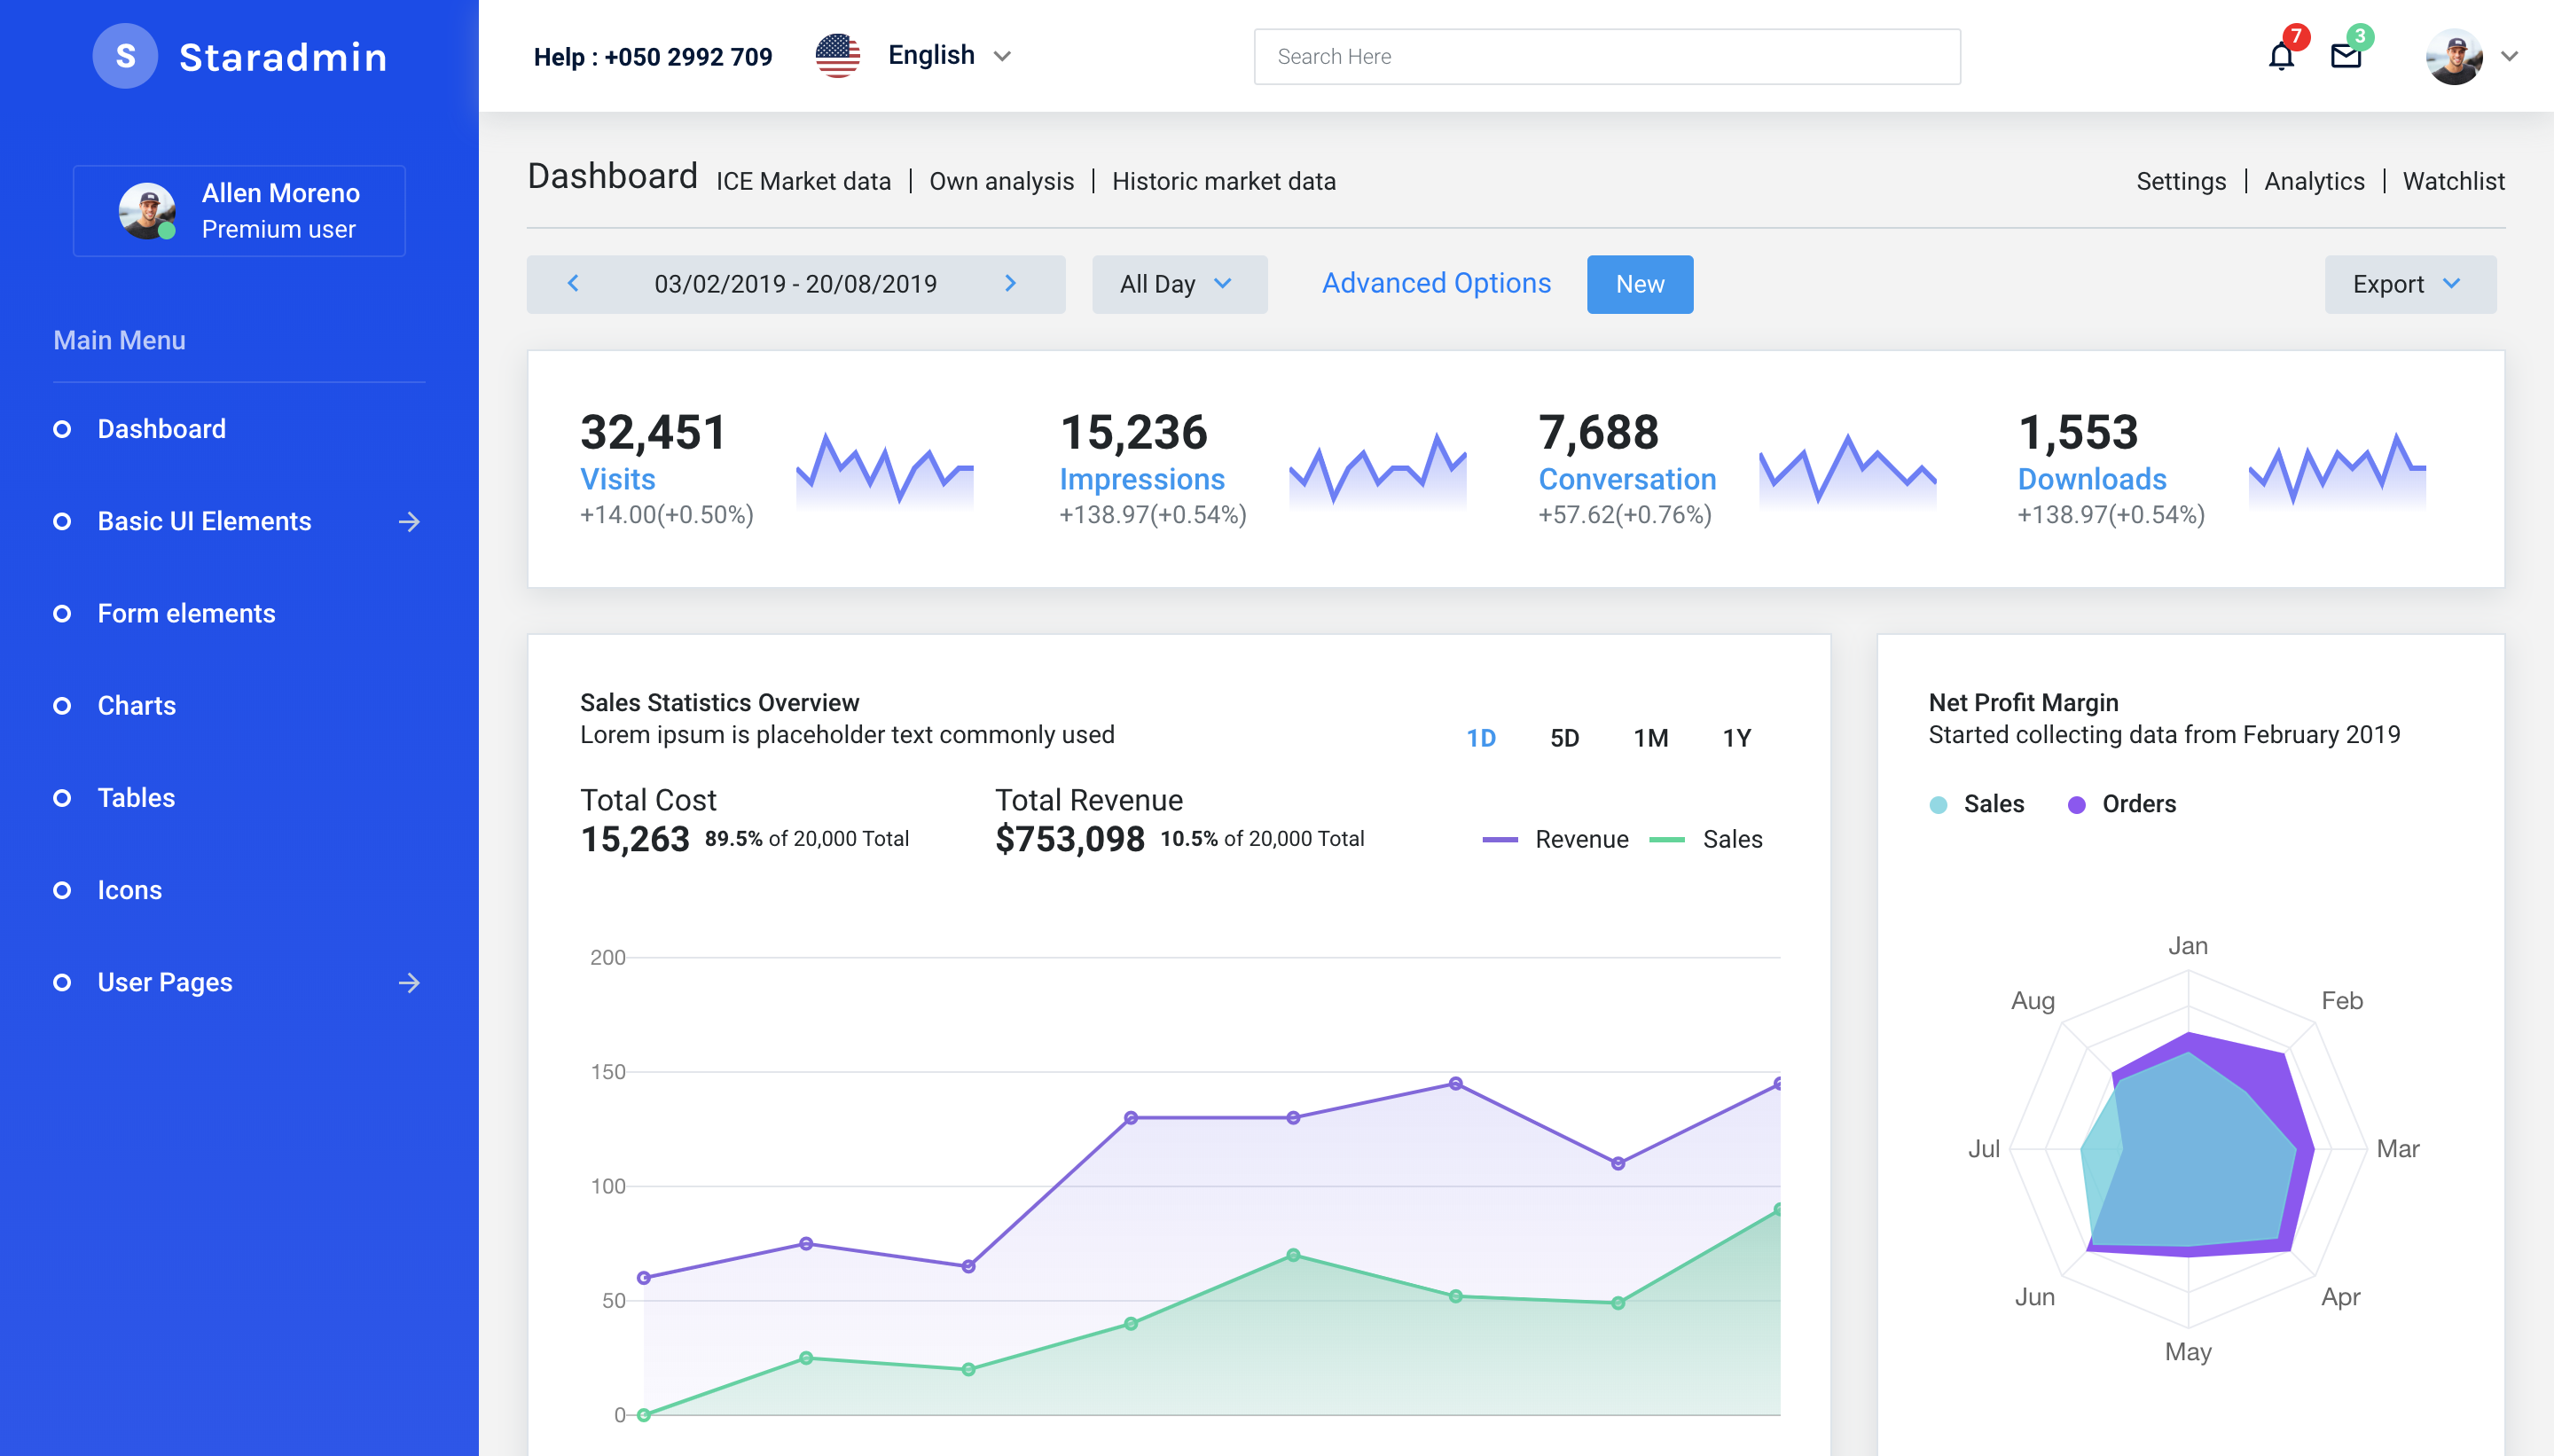 S Staradmin
Help : +050 2992 709
English
Search Here
7
3
Allen Moreno
Premium user
Main Menu
Dashboard
Basic UI Elements
Form elements
Charts
Tables
Icons
User Pages
Dashboard ICE Market data | Own analysis | Historic market data
Settings | Analytics | Watchlist
03/02/2019 - 20/08/2019
All Day
Advanced Options
New
Export
32,451
Visits
+14.00(+0.50%)
15,236
Impressions
+138.97(+0.54%)
7,688
Conversation
+57.62(+0.76%)
1,553
Downloads
+138.97(+0.54%)
Sales Statistics Overview
Lorem ipsum is placeholder text commonly used
1D 5D 1M 1Y
Total Cost
15,263 89.5% of 20,000 Total
Total Revenue
$753,098 10.5% of 20,000 Total
Revenue Sales
200
150
100
50
0
Net Profit Margin
Started collecting data from February 2019
Sales Orders
Jan
Feb
Mar
Apr
May
Jun
Jul
Aug